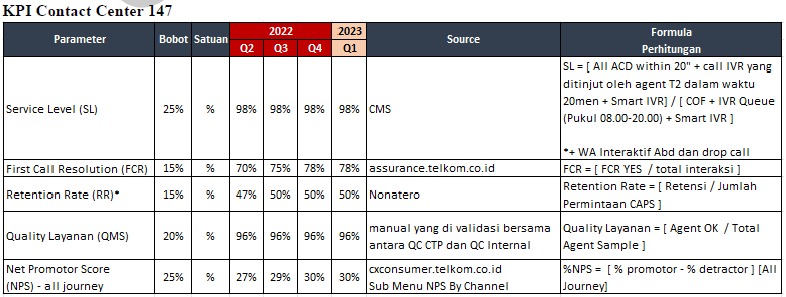 KPI Contact Center 147
Parameter Bobot Satuan 2022 2023 Source Formula Perhitungan
Q2 Q3 Q4 Q1
Service Level (SL) 25% % 98% 98% 98% 98% CMS
SL = [ All ACD within 20" + call IVR yang
ditinjut oleh agent T2 dalam waktu
20men + Smart IVR] / [ COF + IVR Queue
(Pukul 08.00-20.00) + Smart IVR ]
*+ WA Interaktif Abd dan drop call
First Call Resolution (FCR) 15% % 70% 75% 78% 78% assurance.telkom.co.id FCR = [ FCR YES / total interaksi ]
Retention Rate (RR)* 15% % 47% 50% 50% 50% Nonatero
Retention Rate = [ Retensi / Jumlah
Permintaan CAPS ]
Quality Layanan (QMS) 20% % 96% 96% 96% 96%
manual yang di validasi bersama
antara QC CTP dan QC Internal
Quality Layanan = [ Agent OK / Total
Agent Sample ]
Net Promotor Score
(NPS) - all journey 25% % 27% 29% 30% 30%
cxconsumer.telkom.co.id
Sub Menu NPS By Channel
%NPS = [ % promotor - % detractor ] [All
Journey]